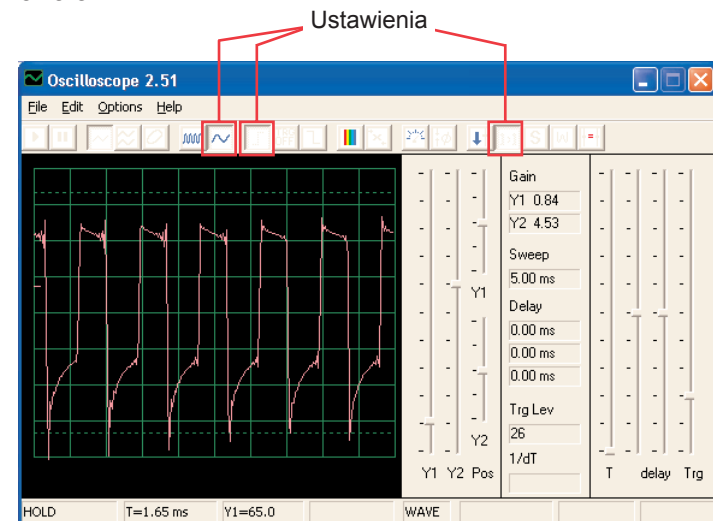 Ustawienia
Oscilloscope 2.51
File Edit Options Help
Gain
Y1 0.84
Y2 4.53
Sweep
5.00 ms
Y1
Delay
0.00 ms
0.00 ms
0.00 ms
Trg Lev
26
Y2
1/dT
Y1 Y2 Pos
T delay Trg
HOLD T=1.65 ms Y1=65.0 WAVE